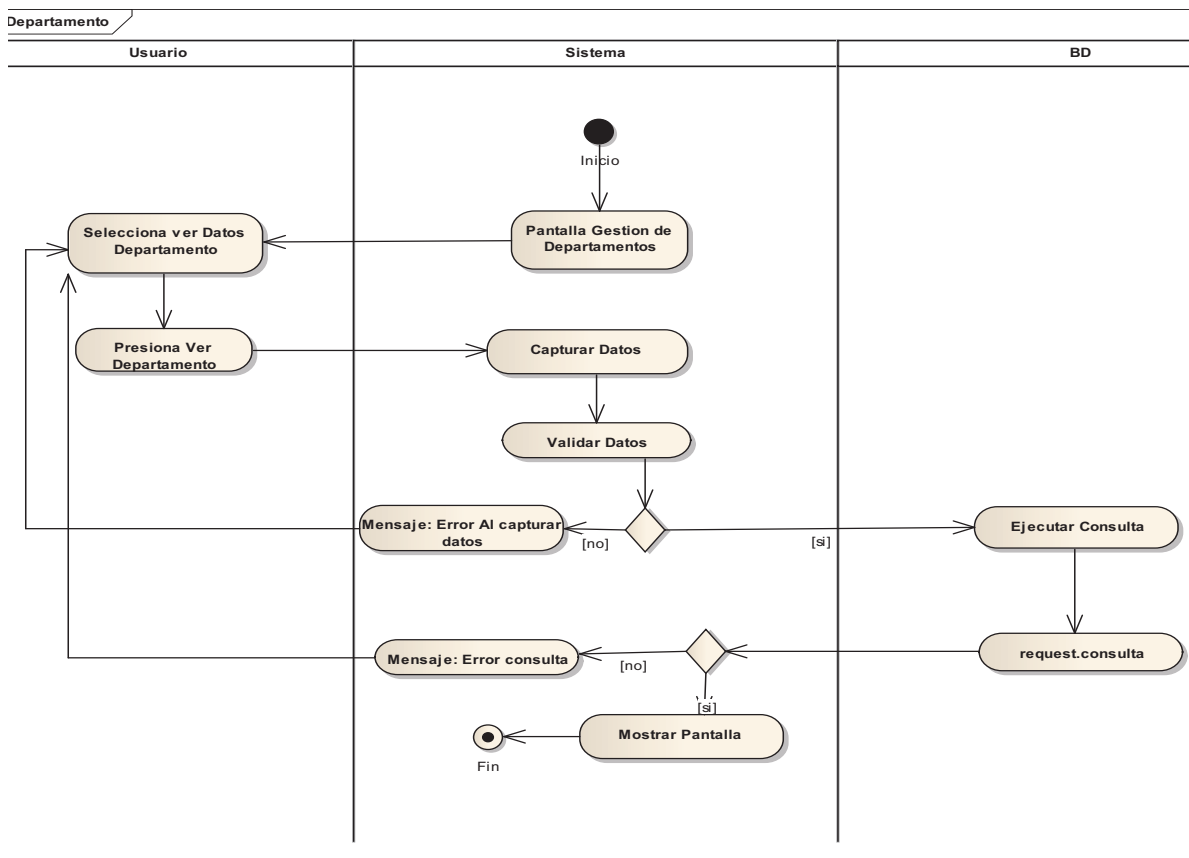 Departamento
Usuario
Sistema
BD
Inicio
Selecciona ver Datos
Departamento
Pantalla Gestion de
Departamentos
Presiona Ver
Departamento
Capturar Datos
Validar Datos
Mensaje: Error Al capturar
datos
[no]
[si]
Ejecutar Consulta
Mensaje: Error consulta
[no]
request.consulta
[si]
Mostrar Pantalla
Fin